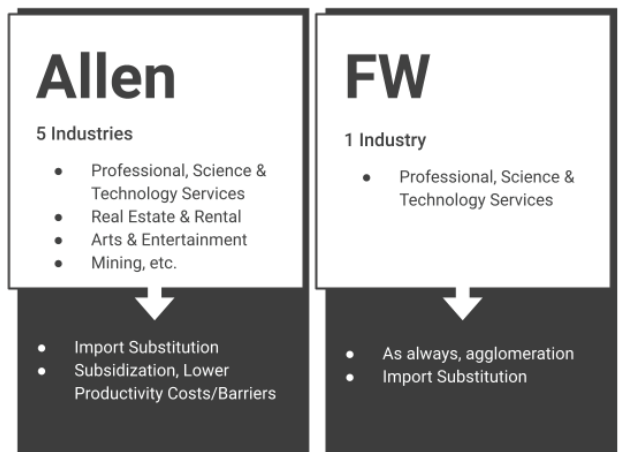 Allen
5 Industries
● Professional, Science &
Technology Services
● Real Estate & Rental
● Arts & Entertainment
● Mining, etc.
● Import Substitution
● Subsidization, Lower
Productivity Costs/Barriers
FW
1 Industry
● Professional, Science &
Technology Services
● As always, agglomeration
● Import Substitution